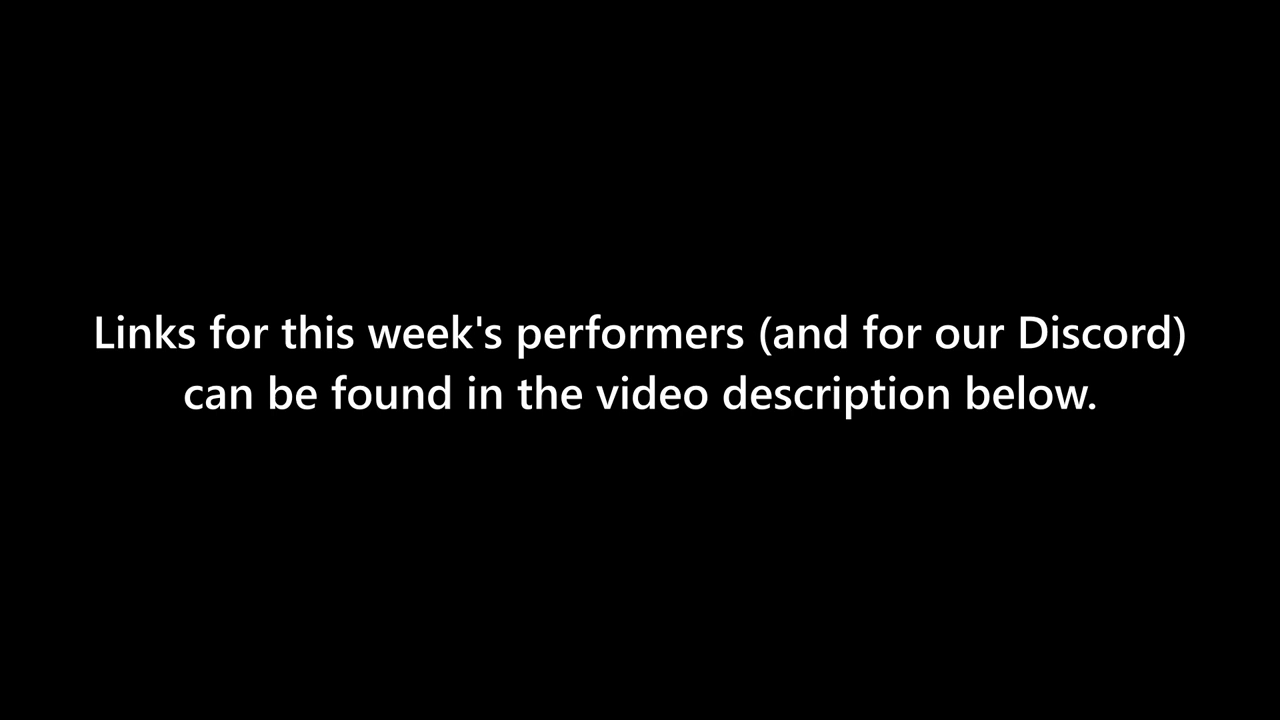 Links for this week's performers (and for our Discord)
can be found in the video description below.